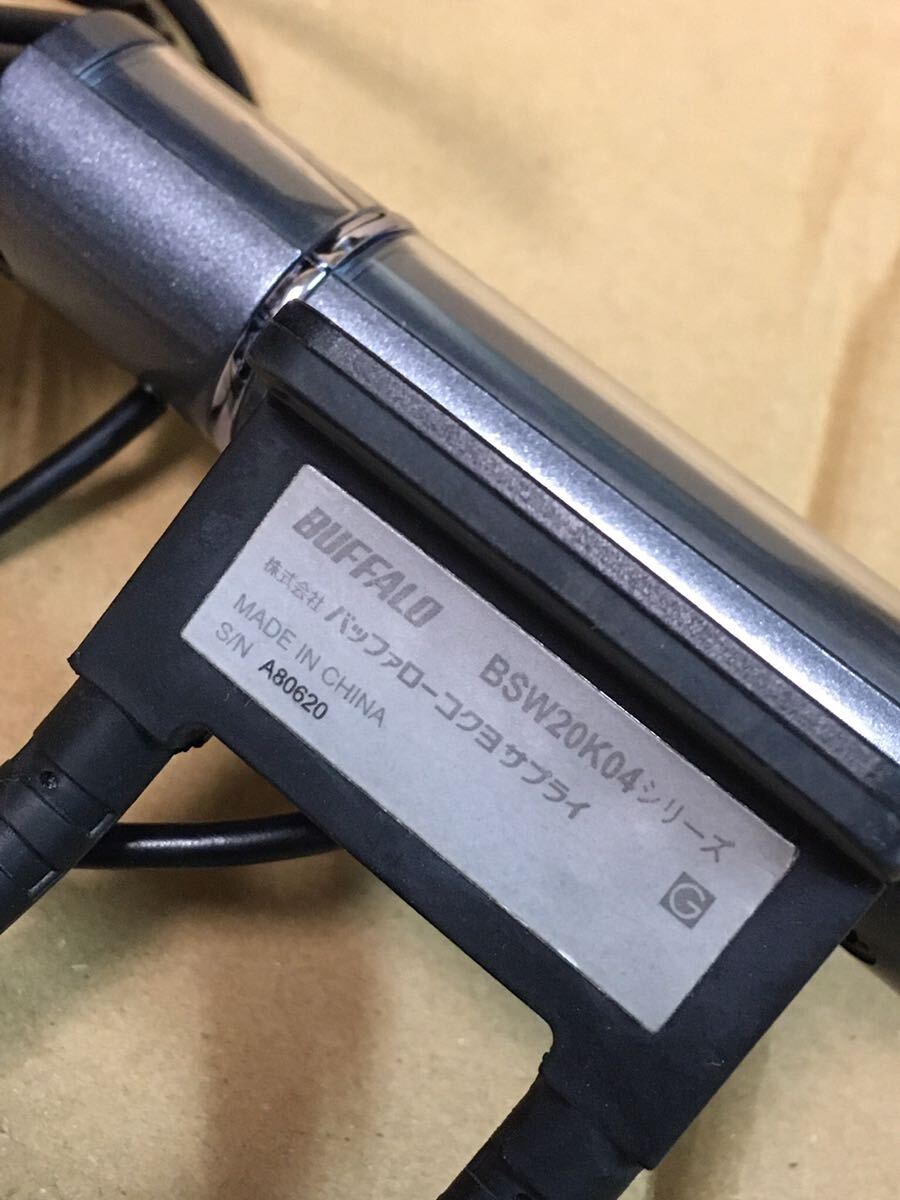 BUFFALO BSW20K04シリーズ
株式会社 バッファローコクヨサプライ
MADE IN CHINA
S/N A80620
G